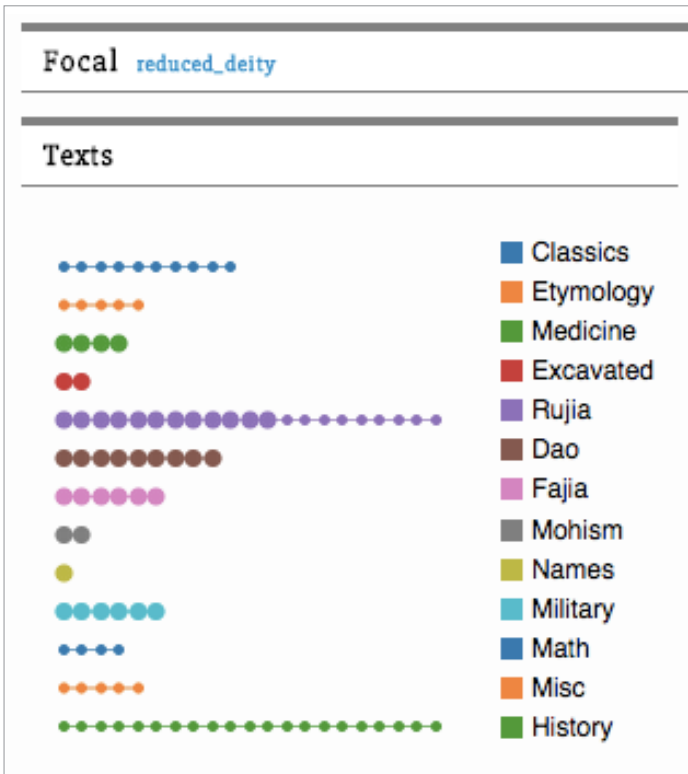 Focal reduced_deity
Texts
Classics
Etymology
Medicine
Excavated
Rujia
Dao
Fajia
Mohism
Names
Military
Math
Misc
History